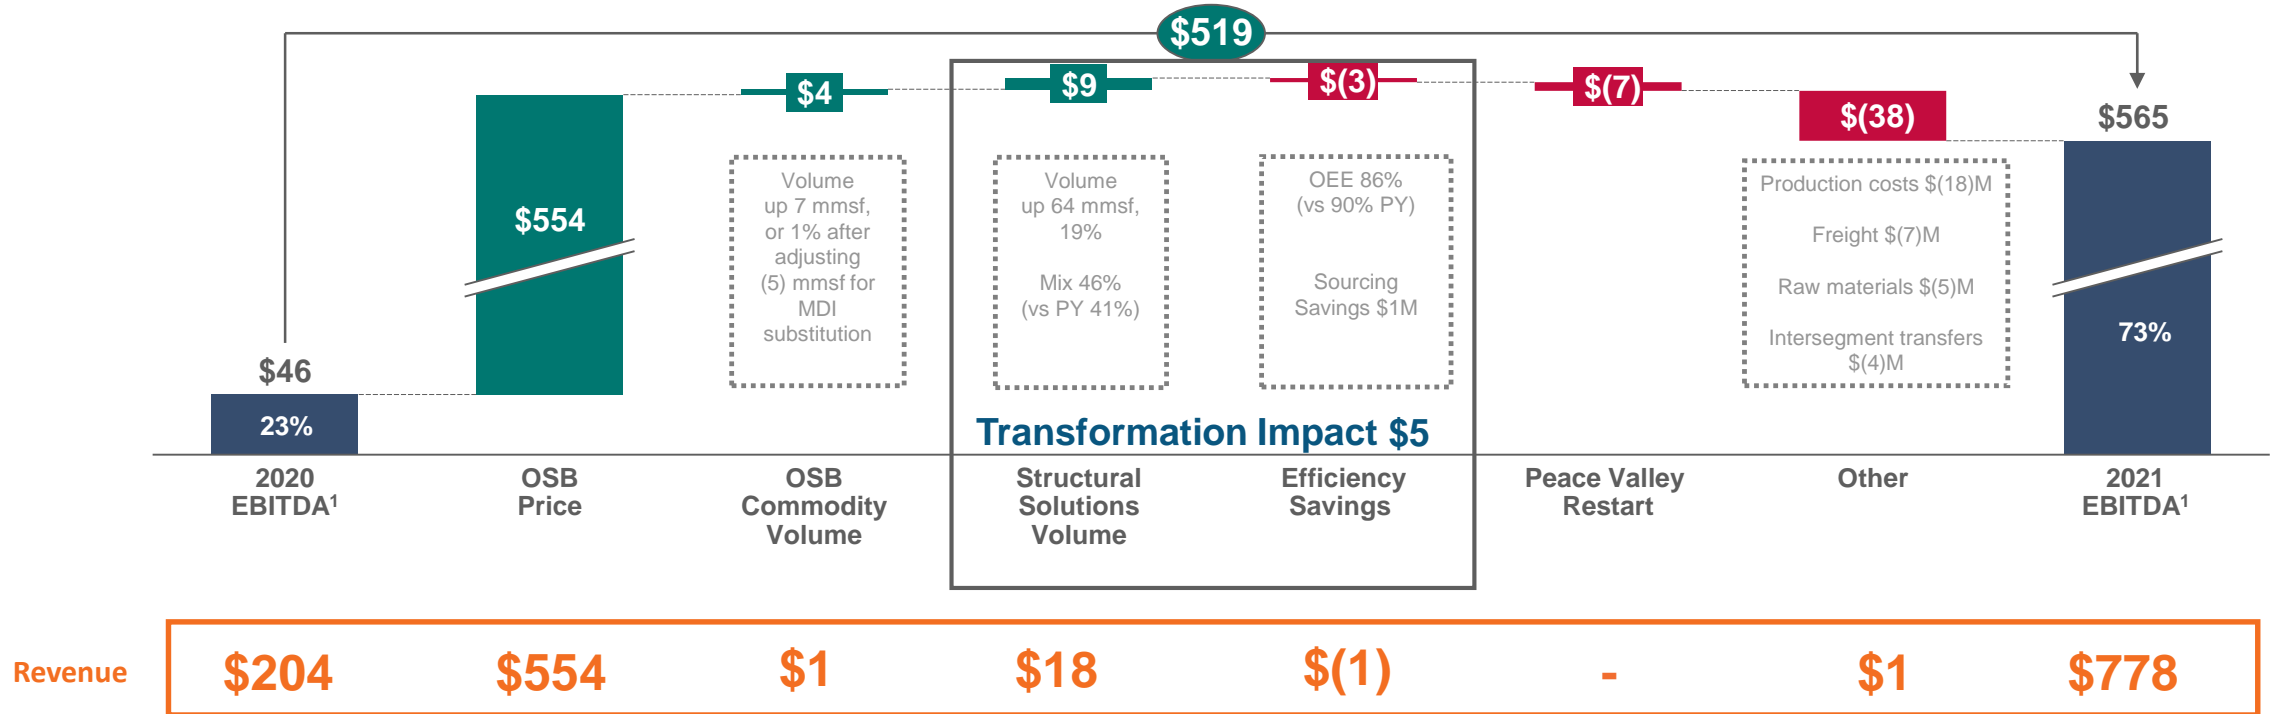 $519
$4
$9
$(3)
$(7)
$(38)
$565
$554
$46
23%
73%
Volume
up 7 mmsf,
or 1% after
adjusting
(5) mmsf for
MDI
substitution
Volume
up 64 mmsf,
19%
Mix 46%
(vs PY 41%)
OEE 86%
(vs 90% PY)
Sourcing
Savings $1M
Production costs $(18)M
Freight $(7)M
Raw materials $(5)M
Intersegment transfers
$(4)M
Transformation Impact $5
2020
EBITDA¹
OSB
Price
OSB
Commodity
Volume
Structural
Solutions
Volume
Efficiency
Savings
Peace Valley
Restart
Other
2021
EBITDA¹
Revenue
$204
$554
$1
$18
$(1)
-
$1
$778